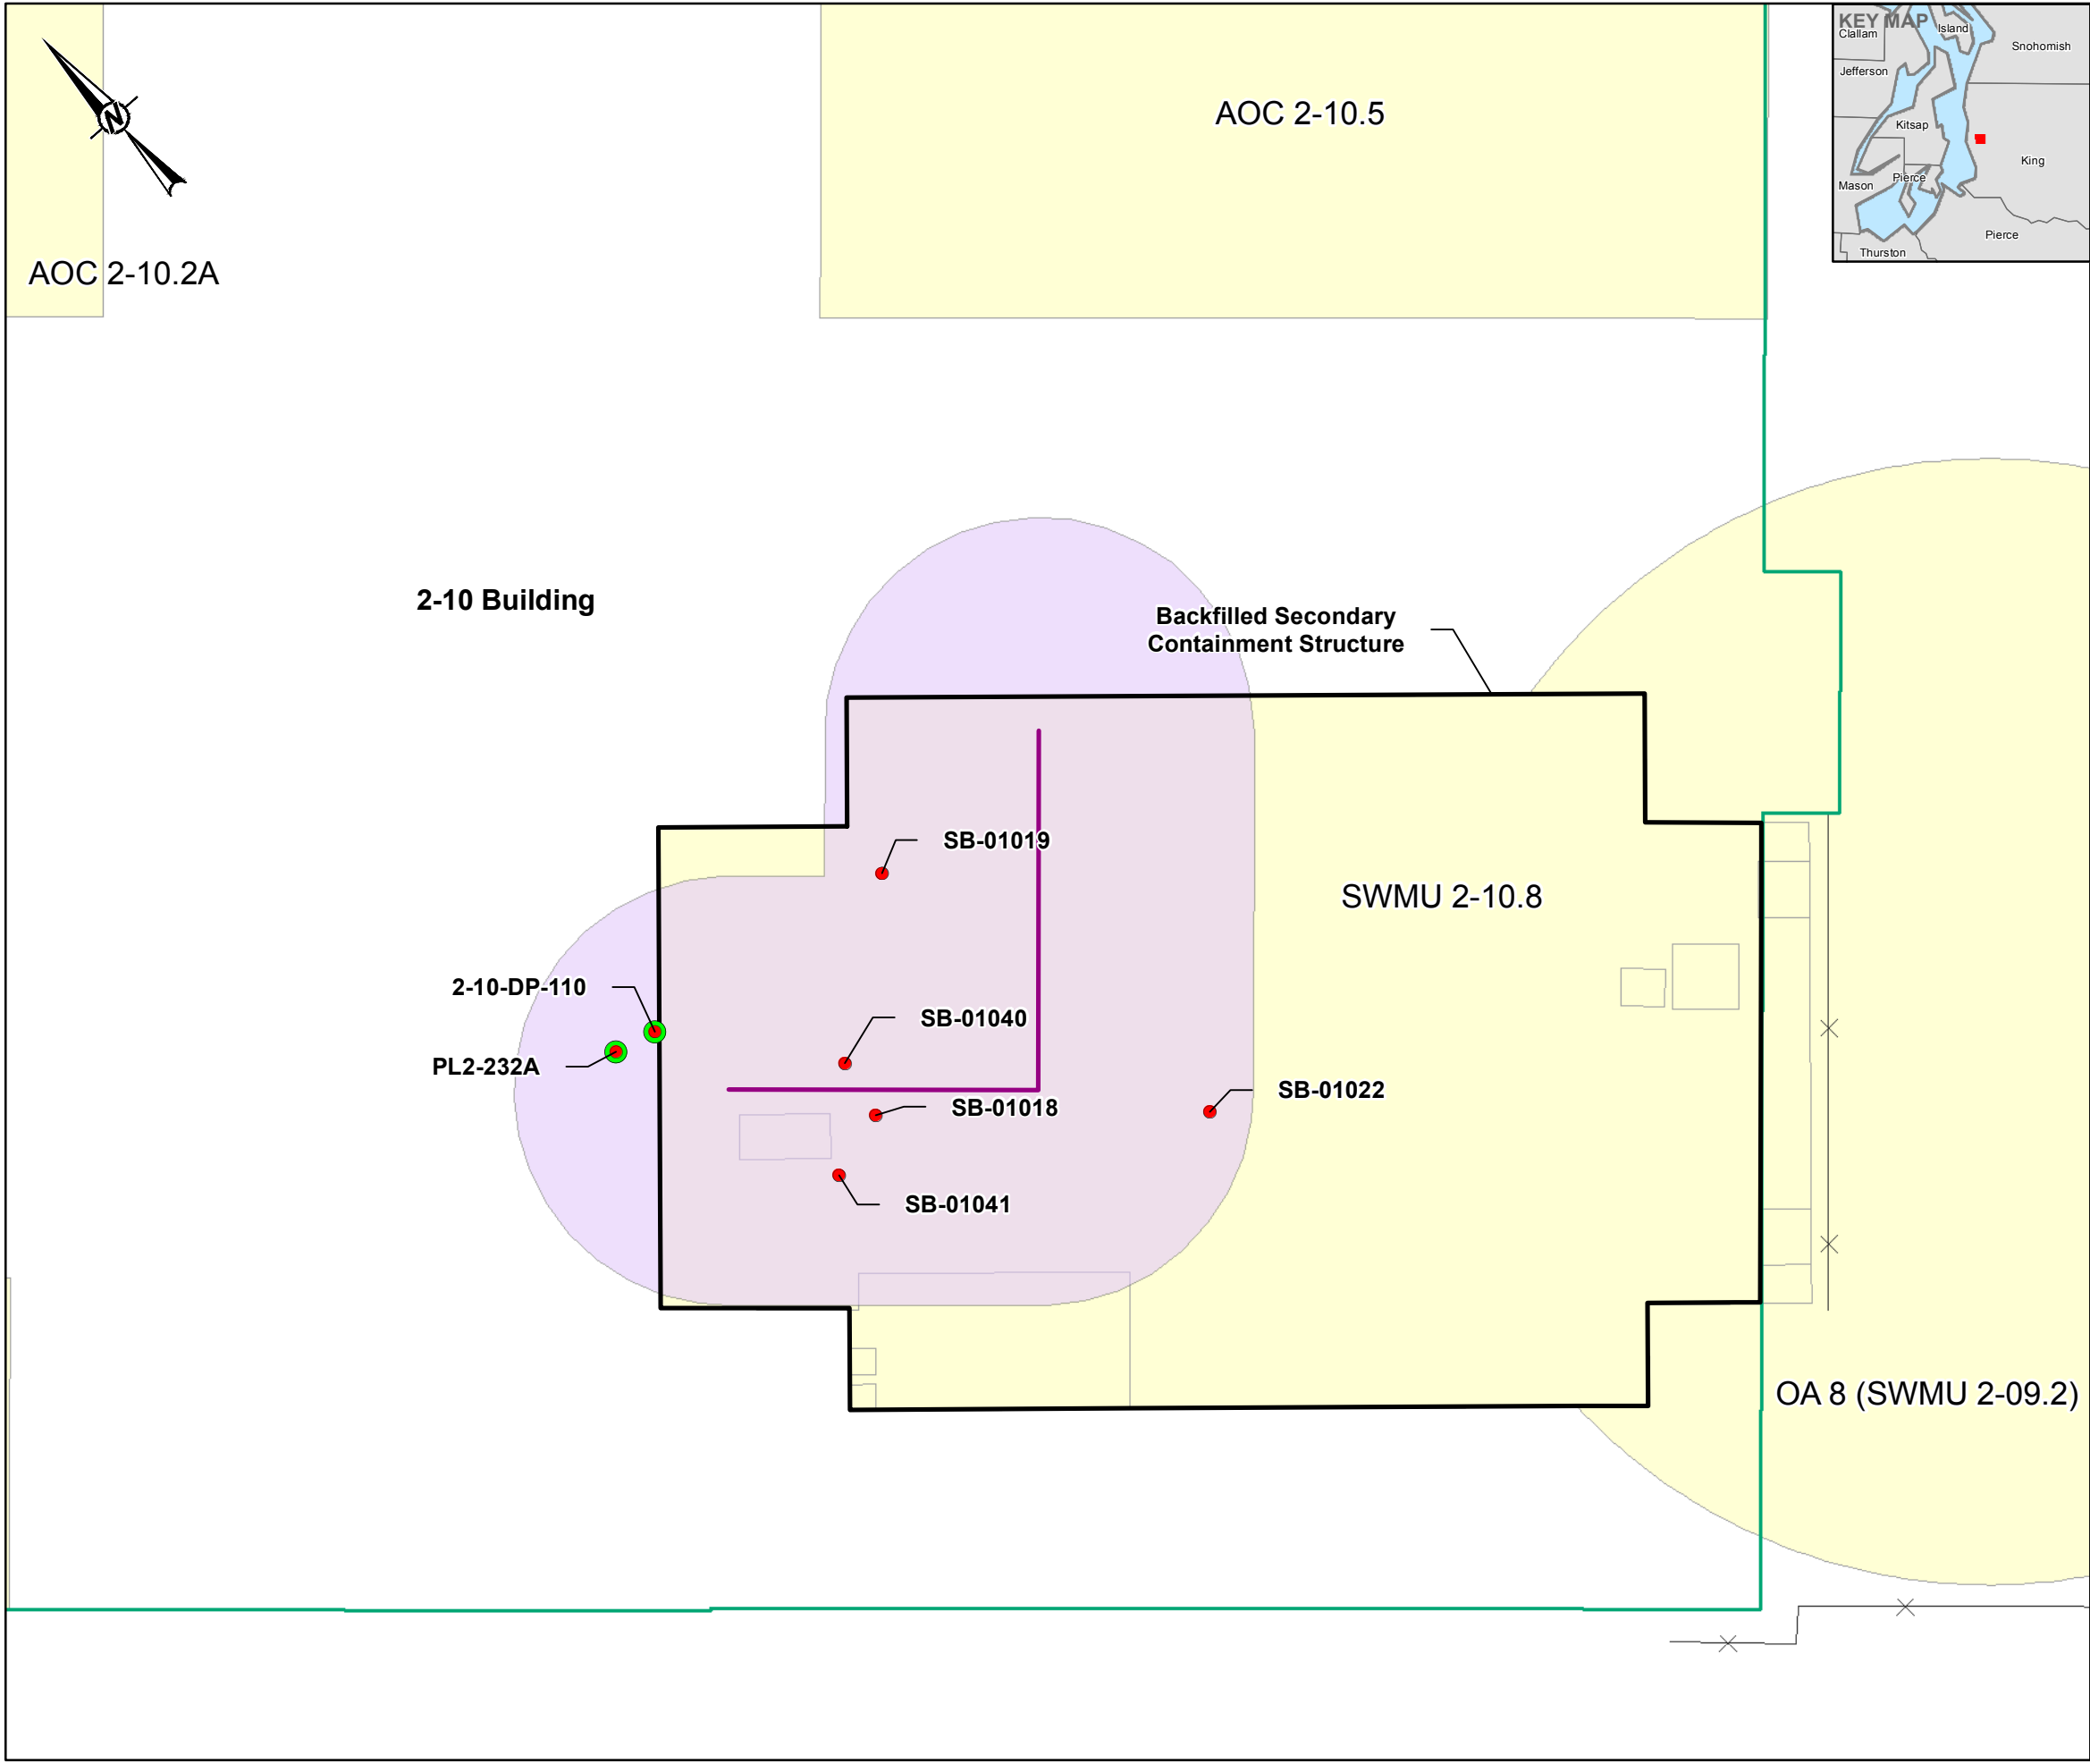 KEY MAP
Clallam
Island
Snohomish
Jefferson
Kitsap
King
Mason
Pierce
Pierce
Thurston
N
AOC 2-10.5
AOC 2-10.2A
2-10 Building
Backfilled Secondary
Containment Structure
SB-01019
SWMU 2-10.8
2-10-DP-110
SB-01040
PL2-232A
SB-01022
SB-01018
SB-01041
OA 8 (SWMU 2-09.2)